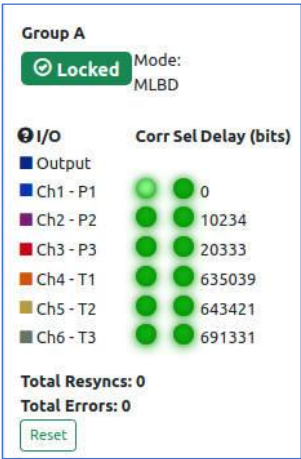 Group A
Locked Mode:
MLBD
I/O Corr Sel Delay (bits)
Output
Ch1 - P1 0
Ch2 - P2 10234
Ch3 - P3 20333
Ch4 - T1 635039
Ch5 - T2 643421
Ch6 - T3 691331
Total Resyncs: 0
Total Errors: 0
Reset